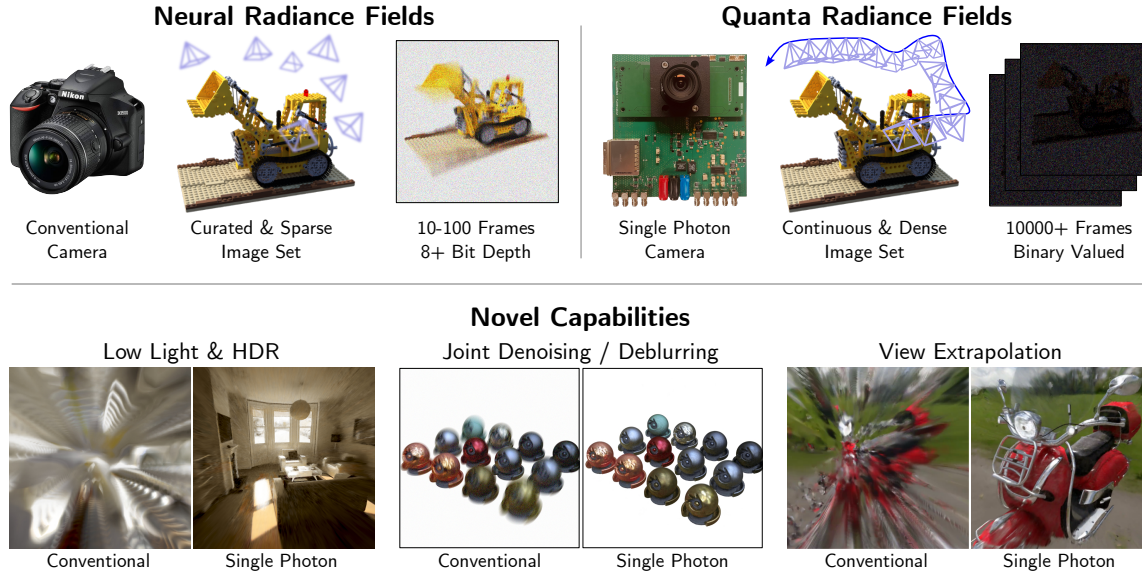 Neural Radiance Fields
Nikon
Conventional
Camera
Curated & Sparse
Image Set
10-100 Frames
8+ Bit Depth
Quanta Radiance Fields
Single Photon
Camera
Continuous & Dense
Image Set
10000+ Frames
Binary Valued
Novel Capabilities
Low Light & HDR
Conventional
Single Photon
Joint Denoising / Deblurring
Conventional
Single Photon
View Extrapolation
Conventional
Single Photon